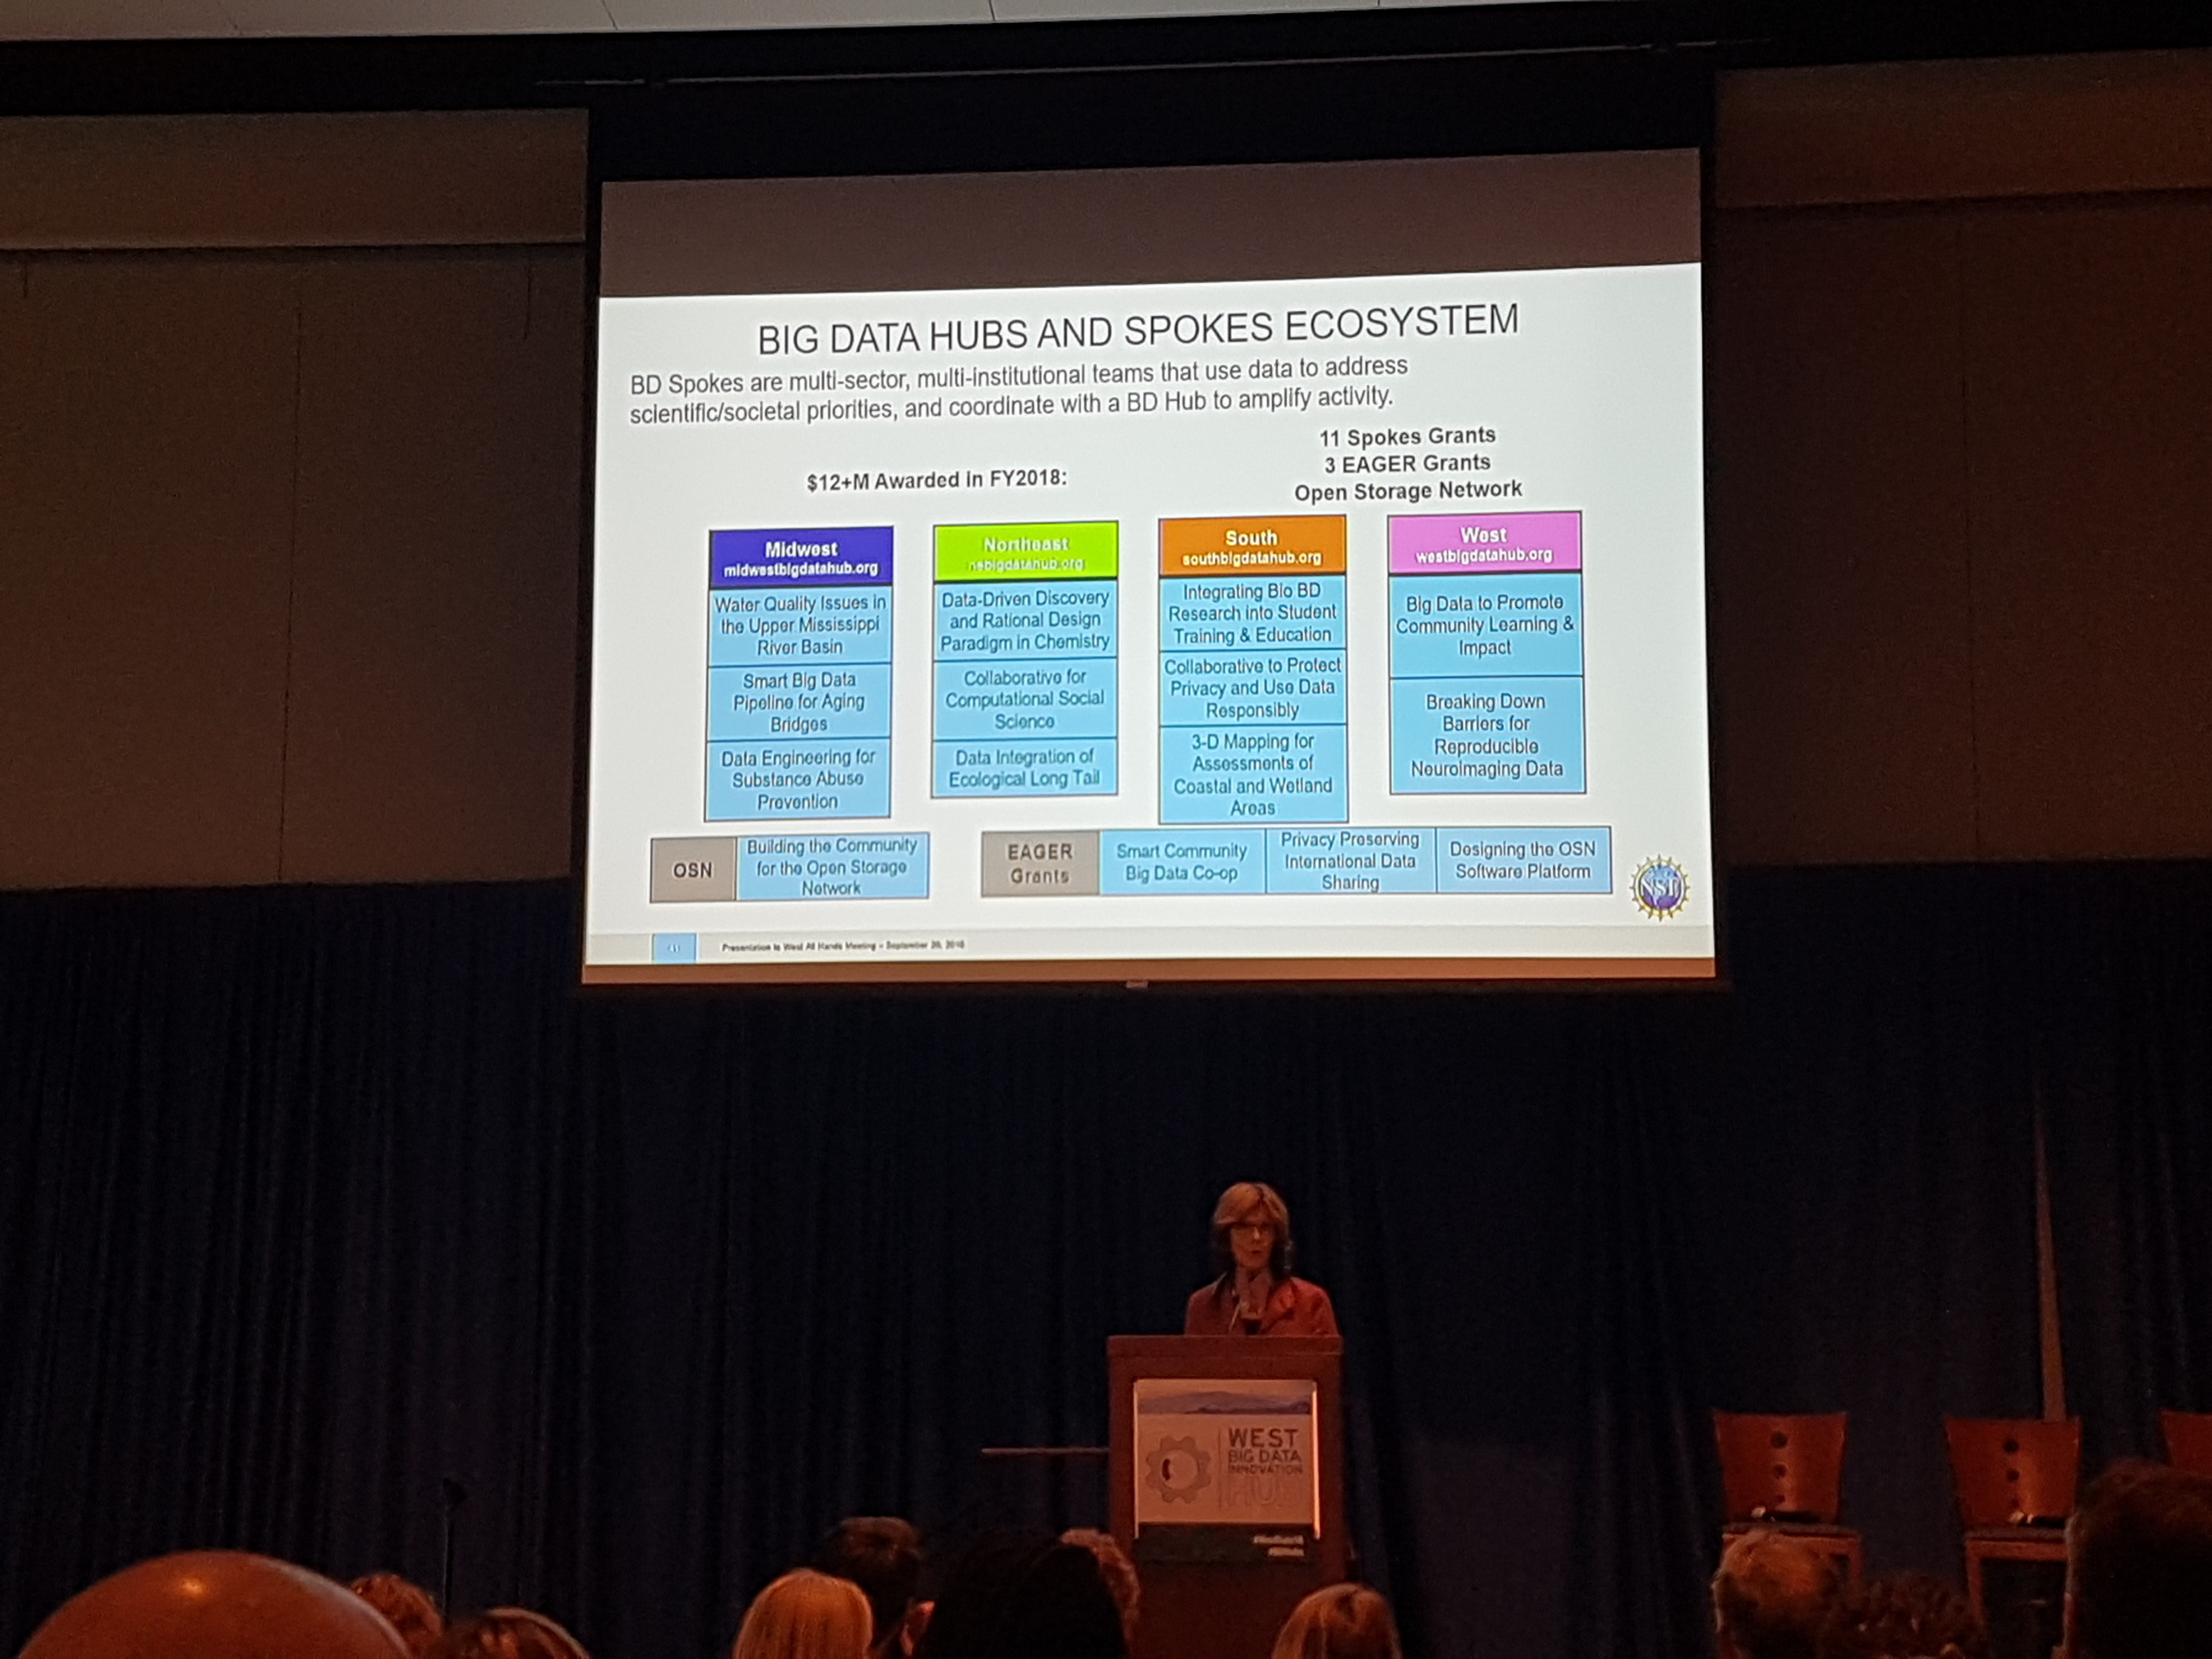 BIG DATA HUBS AND SPOKES ECOSYSTEM
BD Spokes are multi-sector, multi-institutional teams that use data to address
scientific/societal priorities, and coordinate with a BD Hub to amplify activity.
$12+M Awarded in FY2018:
11 Spokes Grants
3 EAGER Grants
Open Storage Network
Midwest
midwestbigdatahub.org
Water Quality Issues in
the Upper Mississippi
River Basin
Smart Big Data
Pipeline for Aging
Bridges
Data Engineering for
Substance Abuse
Prevention
Northeast
nebigdatahub.org
Data-Driven Discovery
and Rational Design
Paradigm in Chemistry
Collaborative for
Computational Social
Science
Data Integration of
Ecological Long Tail
South
southbigdatahub.org
Integrating Bio BD
Research into Student
Training & Education
Collaborative to Protect
Privacy and Use Data
Responsibly
3-D Mapping for
Assessments of
Coastal and Wetland
Areas
West
westbigdatahub.org
Big Data to Promote
Community Learning &
Impact
Breaking Down
Barriers for
Reproducible
Neuroimaging Data
OSN
Building the Community
for the Open Storage
Network
EAGER
Grants
Smart Community
Big Data Co-op
Privacy Preserving
International Data
Sharing
Designing the OSN
Software Platform
NSF
Presentation to West All Hands Meeting – September 2018
WEST
BIG DATA
INNOVATION
HUB